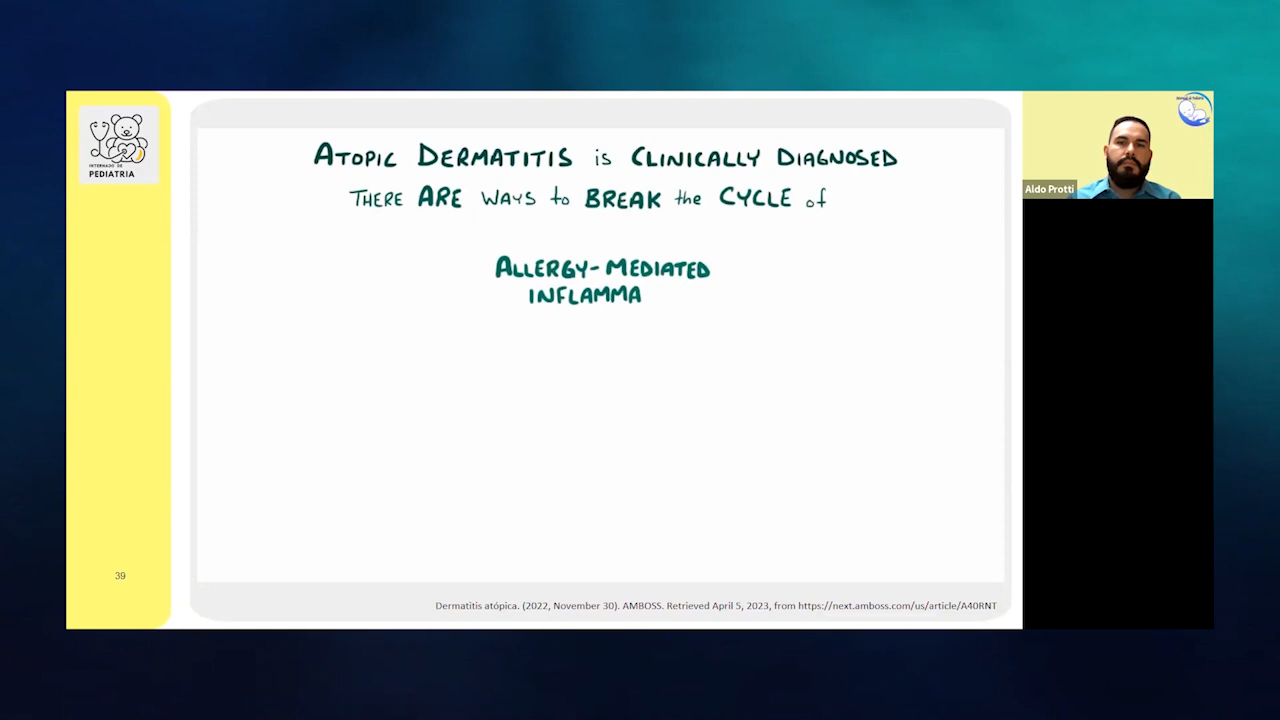 INTERNADO DE
PEDIATRIA
ATOPIC DERMATITIS is CLINICALLY DIAGNOSED
THERE ARE WAYS to BREAK the CYCLE of
ALLERGY-MEDIATED
INFLAMMA
39
Dermatitis atópica. (2022, November 30). AMBOSS. Retrieved April 5, 2023, from https://next.amboss.com/us/article/A40RNT
Aldo Protti